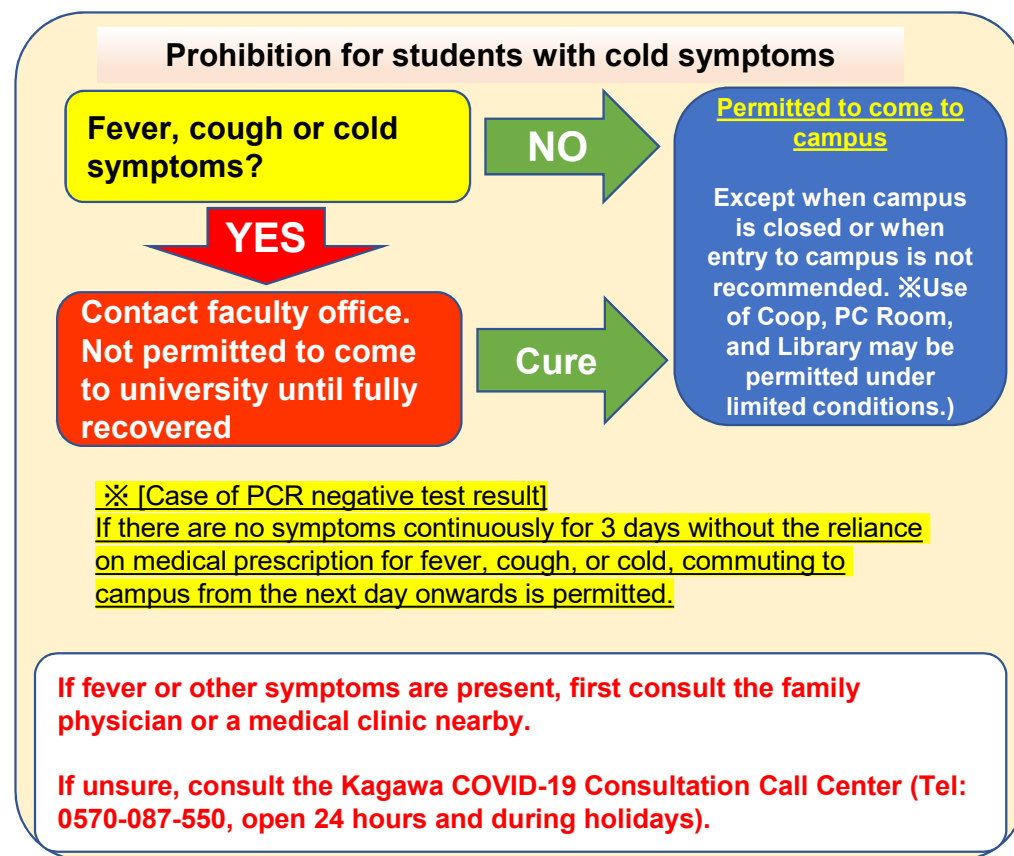 Prohibition for students with cold symptoms
Fever, cough or cold
symptoms?
NO
Permitted to come to
campus
Except when campus
is closed or when
entry to campus is not
recommended. ※Use
of Coop, PC Room,
and Library may be
permitted under
limited conditions.)
YES
Contact faculty office.
Not permitted to come
to university until fully
recovered
Cure
※ [Case of PCR negative test result]
If there are no symptoms continuously for 3 days without the reliance
on medical prescription for fever, cough, or cold, commuting to
campus from the next day onwards is permitted.
If fever or other symptoms are present, first consult the family
physician or a medical clinic nearby.
If unsure, consult the Kagawa COVID-19 Consultation Call Center (Tel:
0570-087-550, open 24 hours and during holidays).